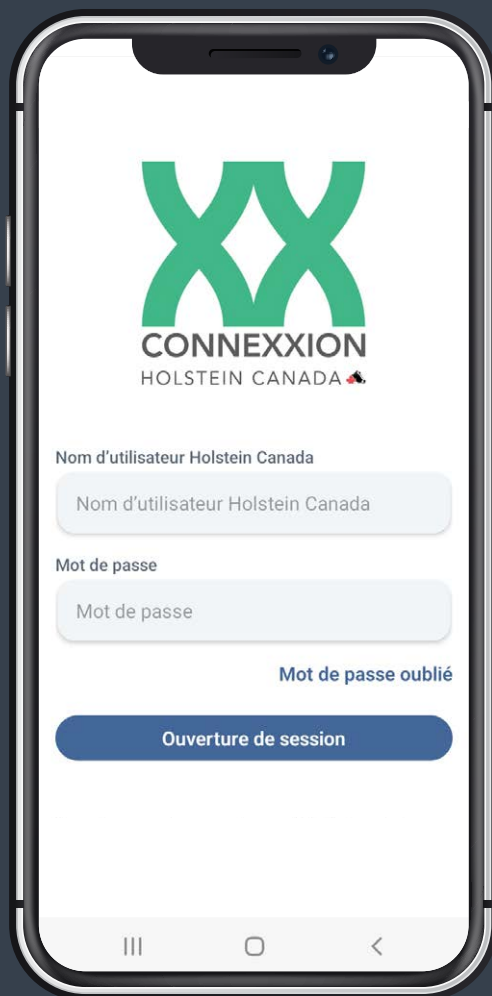 CONNEXXION
HOLSTEIN CANADA
Nom d'utilisateur Holstein Canada
Nom d'utilisateur Holstein Canada
Mot de passe
Mot de passe
Mot de passe oublié
Ouverture de session